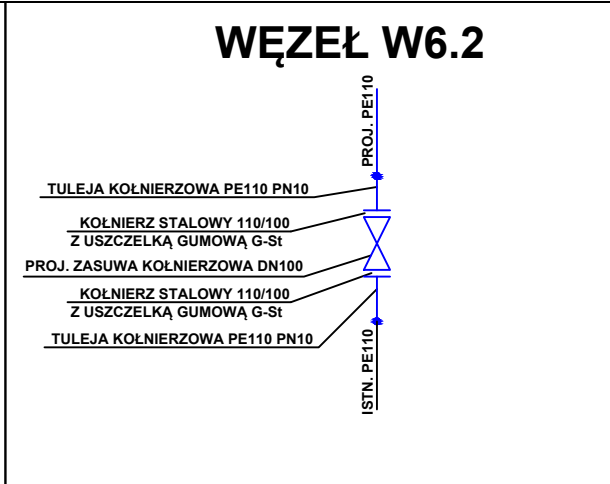 WĘZEŁ W6.2
PROJ. PE110
TULEJA KOŁNIERZOWA PE110 PN10
KOŁNIERZ STALOWY 110/100
Z USZCZELKĄ GUMOWĄ G-St
PROJ. ZASUWA KOŁNIERZOWA DN100
KOŁNIERZ STALOWY 110/100
Z USZCZELKĄ GUMOWĄ G-St
TULEJA KOŁNIERZOWA PE110 PN10
ISTN. PE110